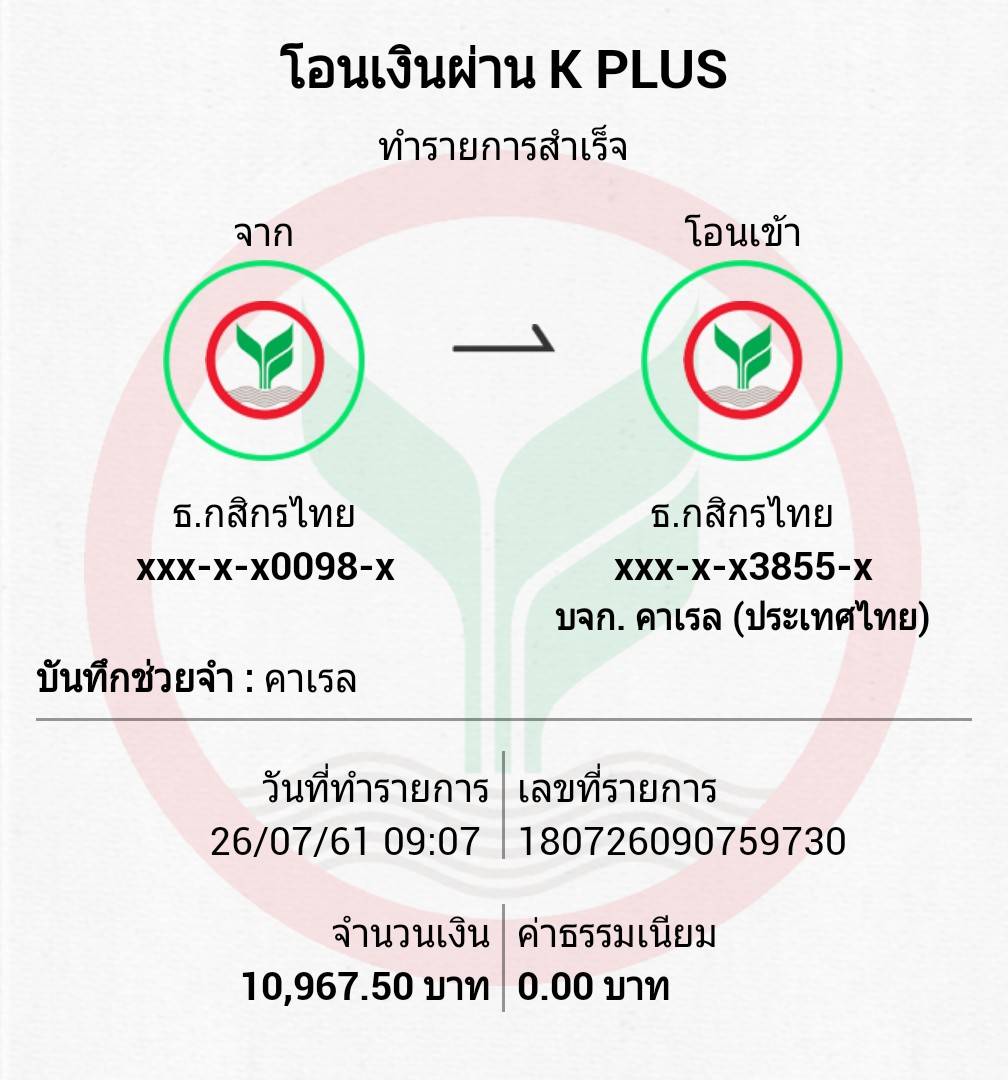 โอนเงินผ่าน K PLUS
ทำรายการสำเร็จ
จาก
โอนเข้า
ธ.กสิกรไทย
xxx-x-x0098-x
ธ.กสิกรไทย
xxx-x-x3855-x
บจก. คาเรล (ประเทศไทย)
บันทึกช่วยจำ : คาเรล
วันที่ทำรายการ
26/07/61 09:07
เลขที่รายการ
180726090759730
จำนวนเงิน
10,967.50 บาท
ค่าธรรมเนียม
0.00 บาท